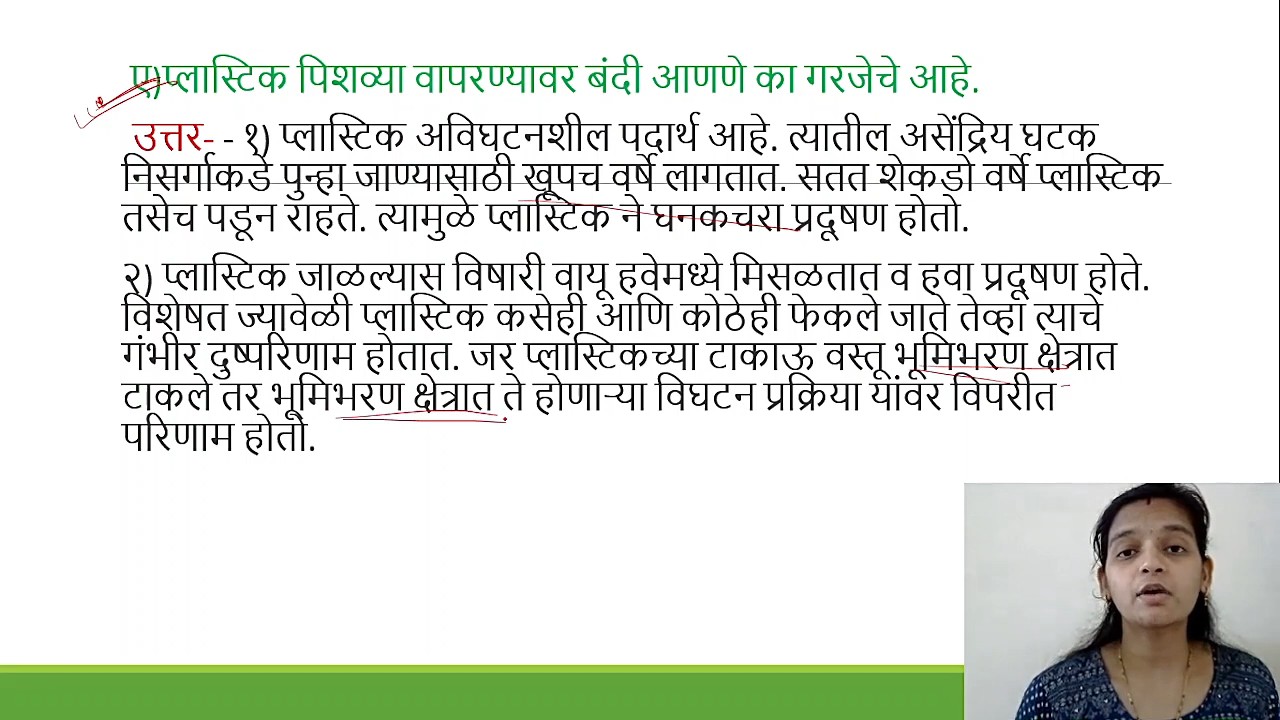 ए)प्लास्टिक पिशव्या वापरण्यावर बंदी आणणे का गरजेचे आहे.
उत्तर- - १) प्लास्टिक अविघटनशील पदार्थ आहे. त्यातील असेंद्रिय घटक
निसर्गाकडे पुन्हा जाण्यासाठी खूपच वर्षे लागतात. सतत शेकडो वर्षे प्लास्टिक
तसेच पडून राहते. त्यामुळे प्लास्टिक ने घनकचरा प्रदूषण होतो.
२) प्लास्टिक जाळल्यास विषारी वायू हवेमध्ये मिसळतात व हवा प्रदूषण होते.
विशेषत ज्यावेळी प्लास्टिक कसेही आणि कोठेही फेकले जाते तेव्हा त्याचे
गंभीर दुष्परिणाम होतात. जर प्लास्टिकच्या टाकाऊ वस्तू भूमिभरण क्षेत्रात
टाकले तर भूमिभरण क्षेत्रात ते होणाऱ्या विघटन प्रक्रिया यांवर विपरीत
परिणाम होतो.